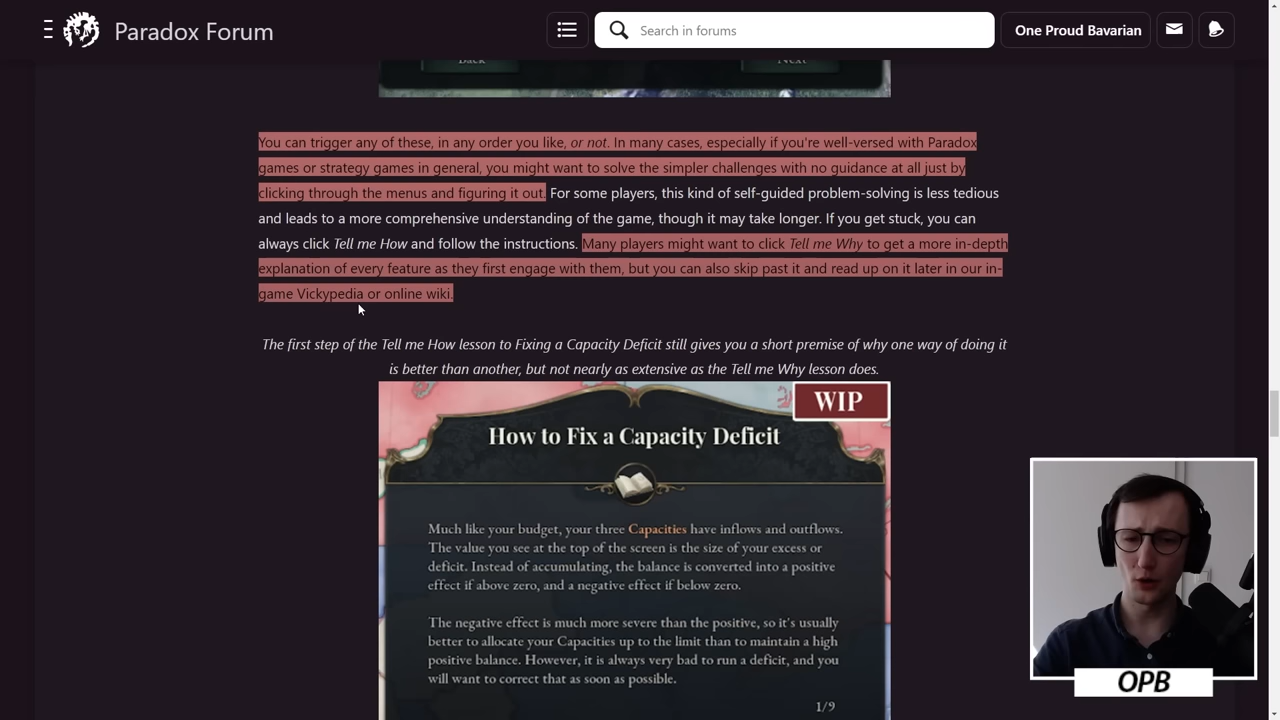 Paradox Forum
Search in forums
One Proud Bavarian
Back
Next
You can trigger any of these, in any order you like, or not. In many cases, especially if you're well-versed with Paradox
games or strategy games in general, you might want to solve the simpler challenges with no guidance at all just by
clicking through the menus and figuring it out. For some players, this kind of self-guided problem-solving is less tedious
and leads to a more comprehensive understanding of the game, though it may take longer. If you get stuck, you can
always click Tell me How and follow the instructions. Many players might want to click Tell me Why to get a more in-depth
explanation of every feature as they first engage with them, but you can also skip past it and read up on it later in our in-
game Vickypedia or online wiki.
The first step of the Tell me How lesson to Fixing a Capacity Deficit still gives you a short premise of why one way of doing it
is better than another, but not nearly as extensive as the Tell me Why lesson does.
WIP
How to Fix a Capacity Deficit
Much like your budget, your three Capacities have inflows and outflows.
The value you see at the top of the screen is the size of your excess or
deficit. Instead of accumulating, the balance is converted into a positive
effect if above zero, and a negative effect if below zero.
The negative effect is much more severe than the positive, so it's usually
better to allocate your Capacities up to the limit than to maintain a high
positive balance. However, it is always very bad to run a deficit, and you
will want to correct that as soon as possible.
1/9
OPB